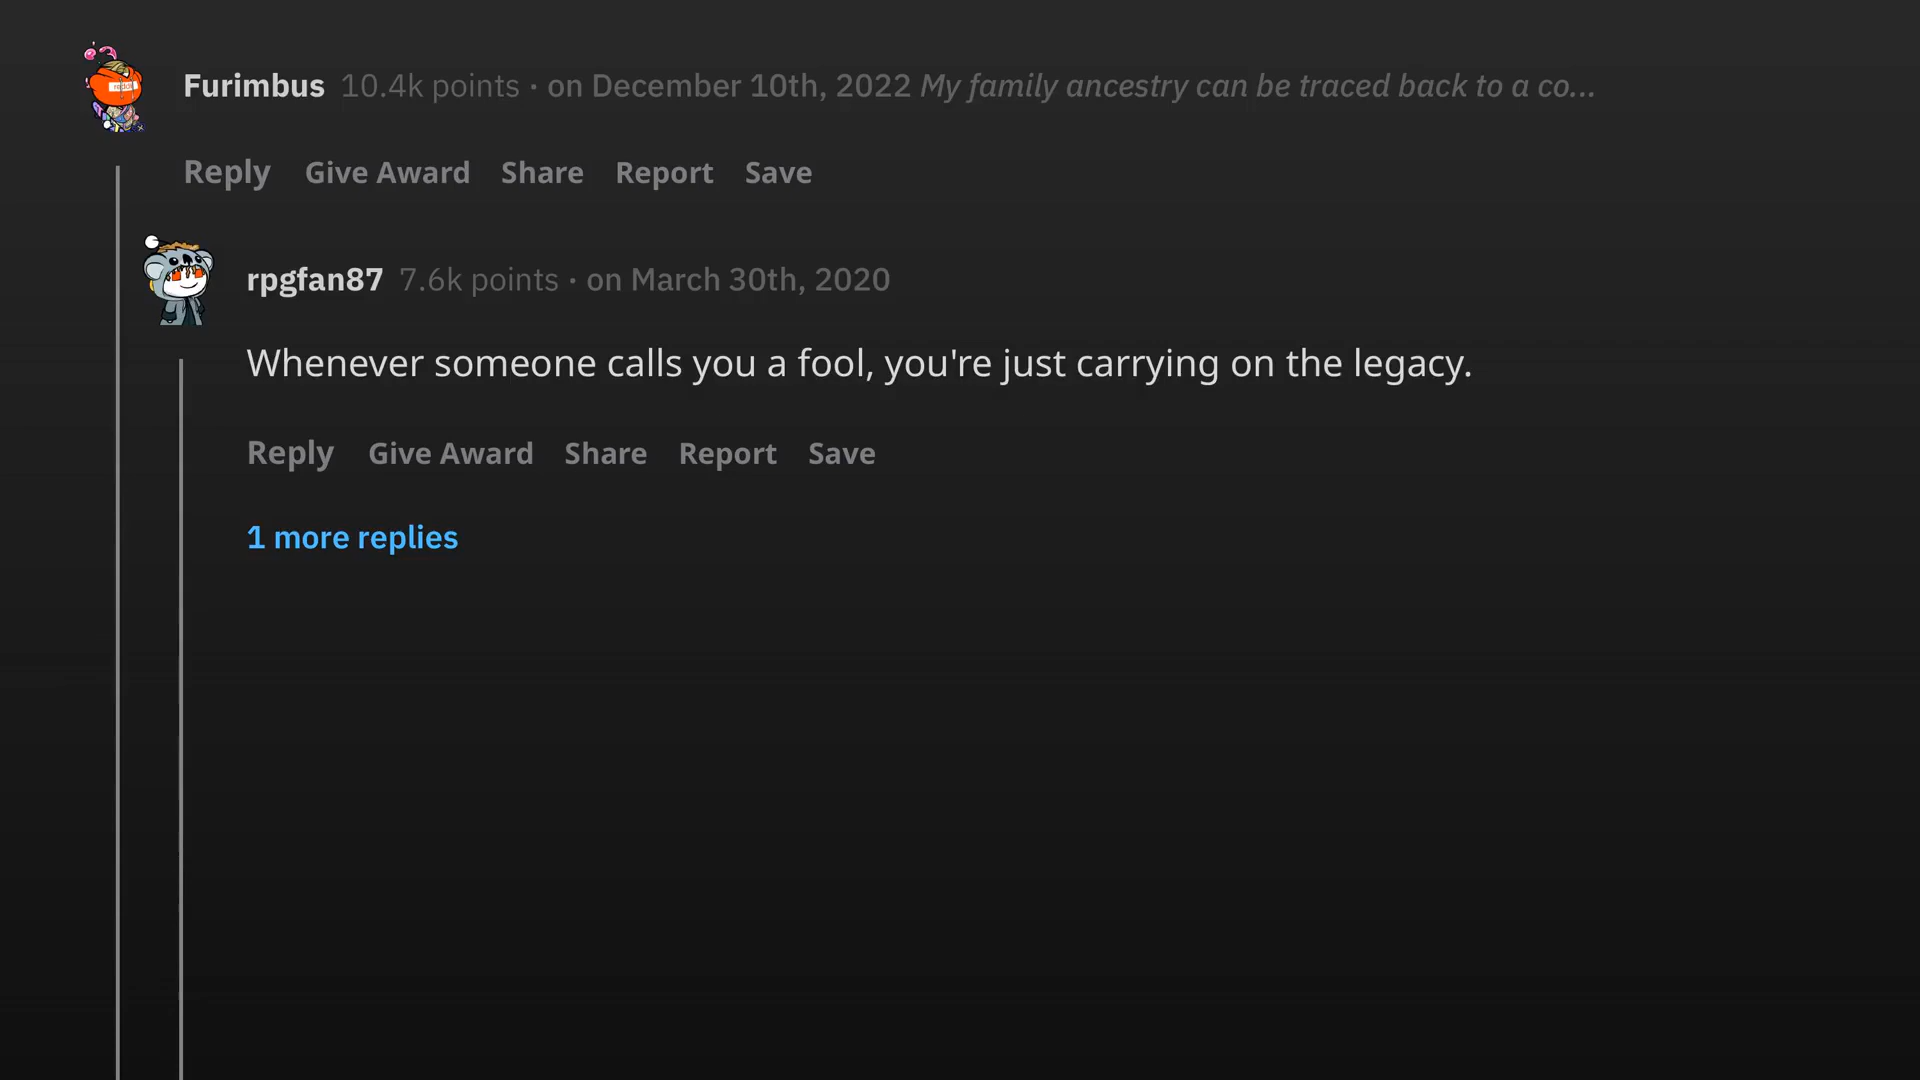 Furimbus 10.4k points · on December 10th, 2022 My family ancestry can be traced back to a co...
Reply Give Award Share Report Save
rpgfan87 7.6k points · on March 30th, 2020
Whenever someone calls you a fool, you're just carrying on the legacy.
Reply Give Award Share Report Save
1 more replies